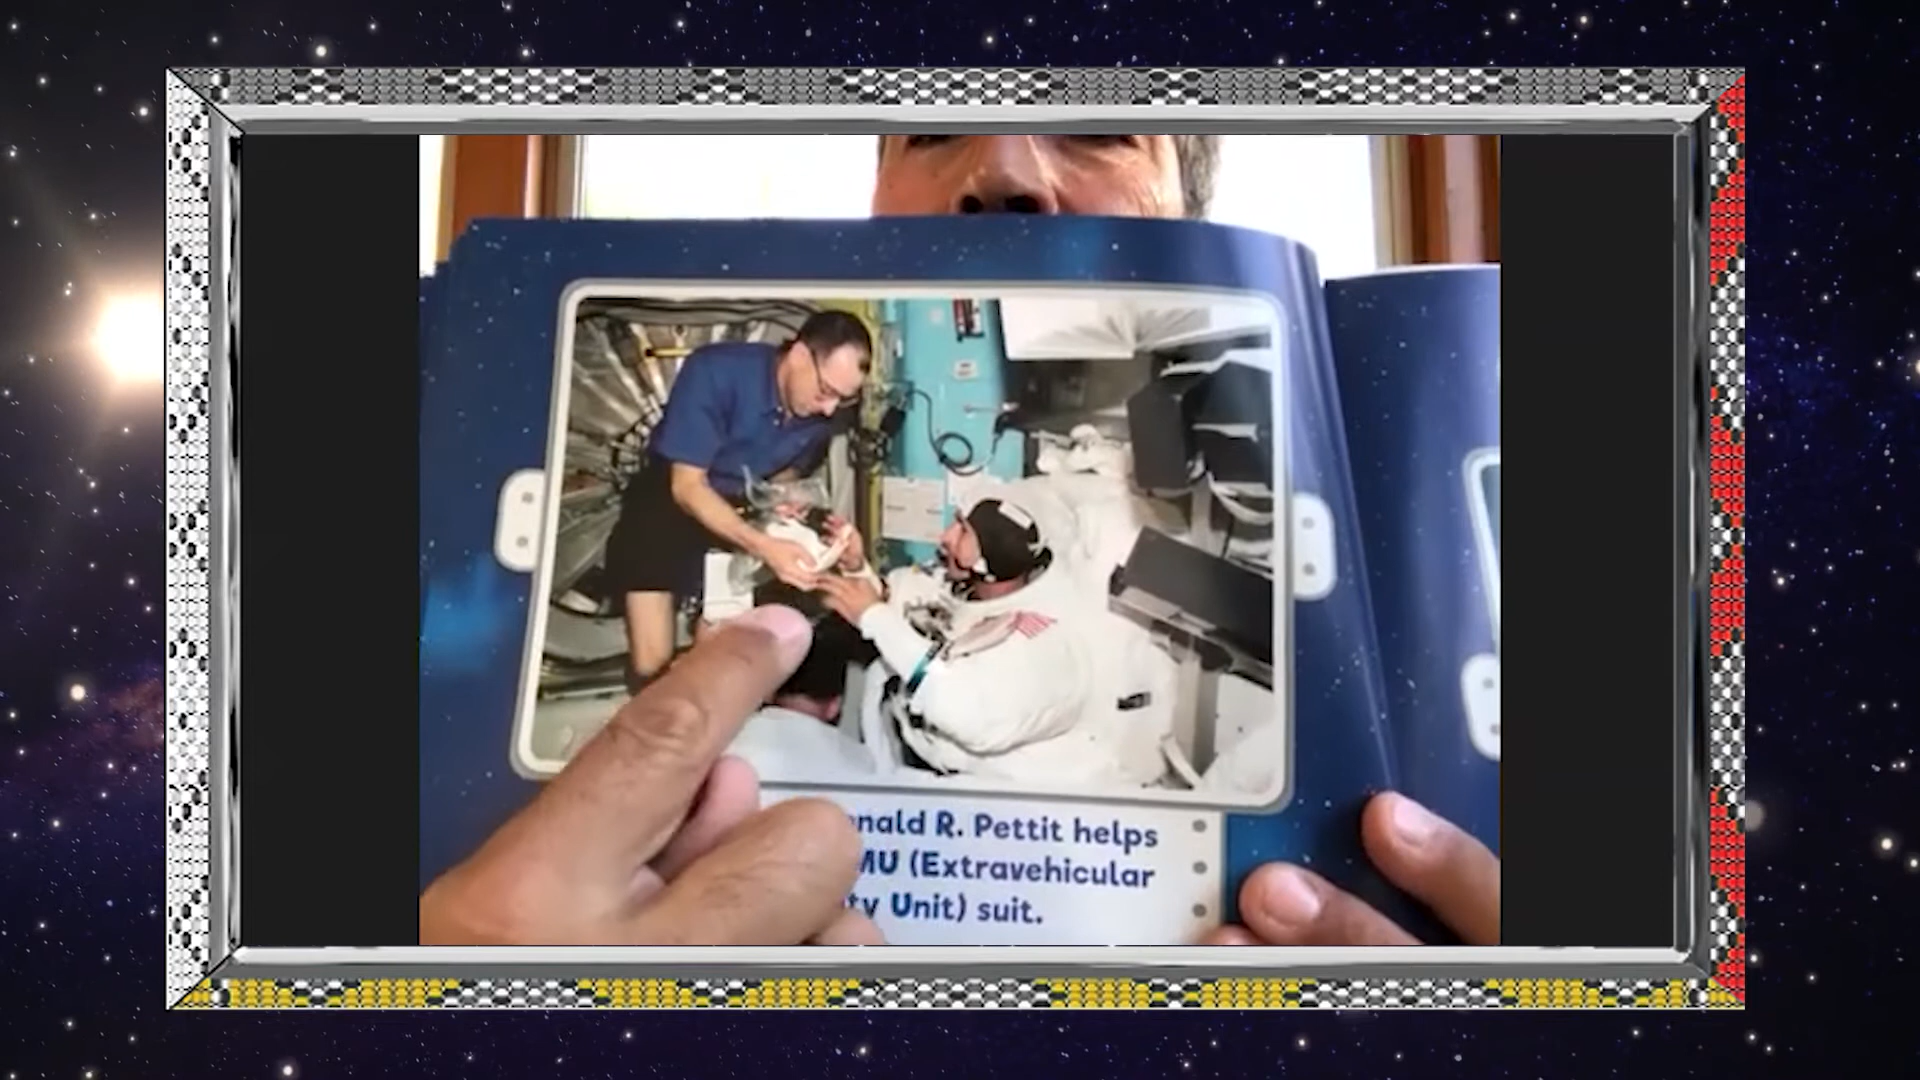 nald R. Pettit helps
MU (Extravehicular
ty Unit) suit.